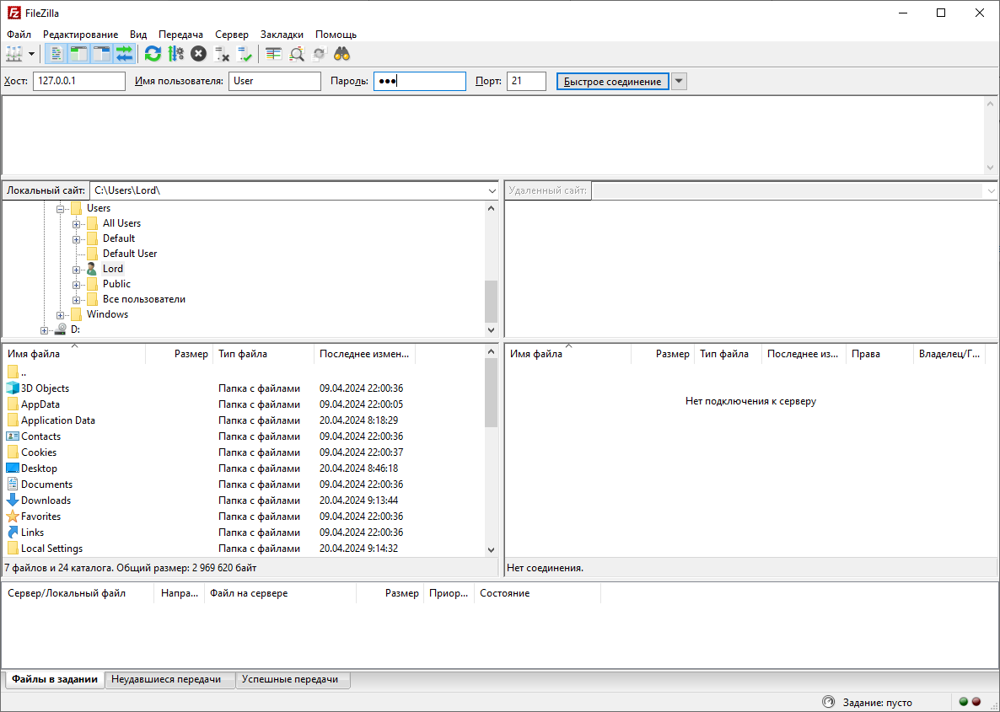 FileZilla
Файл Редактирование Вид Передача Сервер Закладки Помощь
Хост: 127.0.0.1 Имя пользователя: User Пароль: ●●● Порт: 21 Быстрое соединение
Локальный сайт: C:\Users\Lord\
Удаленный сайт:
Users
All Users
Default
Default User
Lord
Public
Все пользователи
Windows
D:
Имя файла Размер Тип файла Последнее измен...
..
3D Objects Папка с файлами 09.04.2024 22:00:36
AppData Папка с файлами 09.04.2024 22:00:05
Application Data Папка с файлами 20.04.2024 8:18:29
Contacts Папка с файлами 09.04.2024 22:00:36
Cookies Папка с файлами 09.04.2024 22:00:37
Desktop Папка с файлами 20.04.2024 8:46:18
Documents Папка с файлами 09.04.2024 22:00:36
Downloads Папка с файлами 20.04.2024 9:13:44
Favorites Папка с файлами 09.04.2024 22:00:36
Links Папка с файлами 09.04.2024 22:00:36
Local Settings Папка с файлами 20.04.2024 9:14:32
7 файлов и 24 каталога. Общий размер: 2 969 620 байт
Имя файла Размер Тип файла Последнее из... Права Владелец/Г...
Нет подключения к серверу
Нет соединения.
Сервер/Локальный файл Напра... Файл на сервере Размер Приор... Состояние
Файлы в задании Неудавшиеся передачи Успешные передачи
Задание: пусто